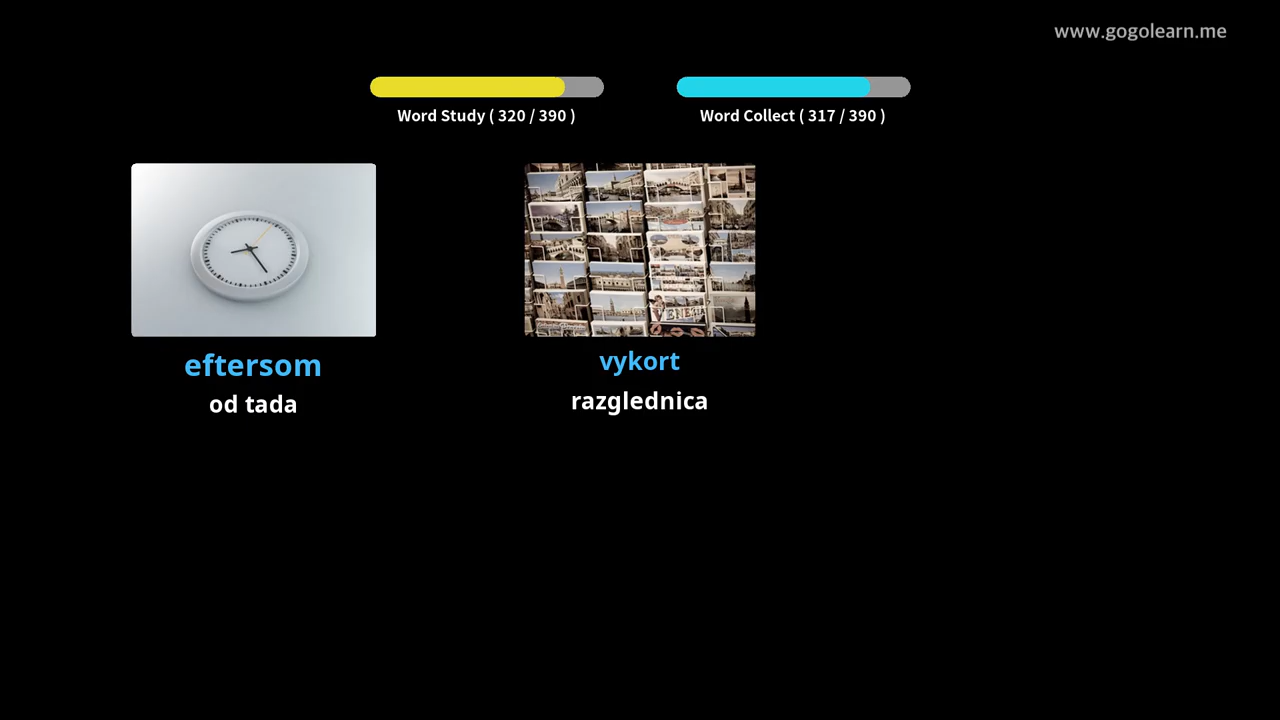 www.gogolearn.me
Word Study ( 320 / 390 )
Word Collect ( 317 / 390 )
eftersom
od tada
vykort
razglednica